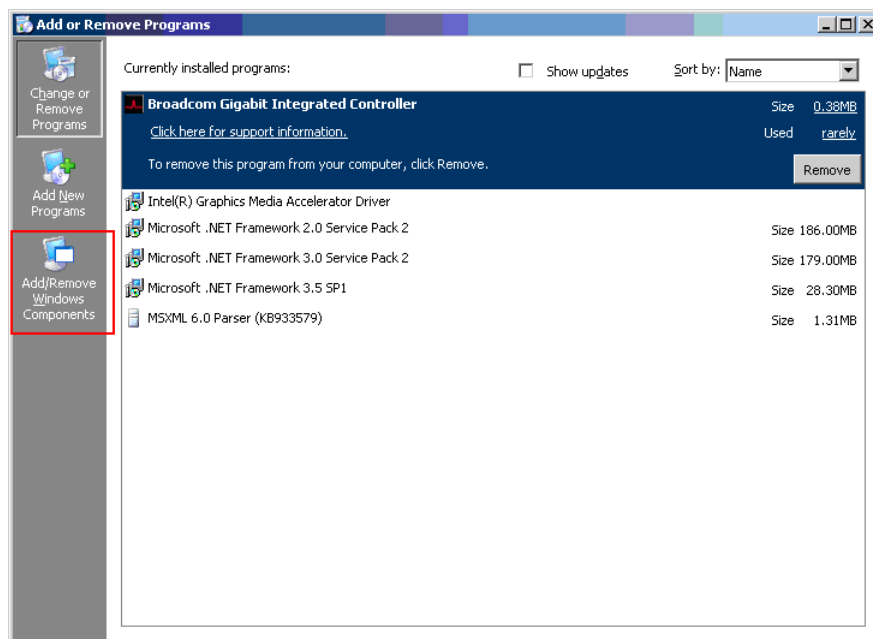 Add or Remove Programs
Change or
Remove
Programs
Add New
Programs
Add/Remove
Windows
Components
Currently installed programs:
Show updates
Sort by: Name
Broadcom Gigabit Integrated Controller
Size 0.38MB
Click here for support information.
Used rarely
To remove this program from your computer, click Remove.
Remove
Intel(R) Graphics Media Accelerator Driver
Microsoft .NET Framework 2.0 Service Pack 2
Size 186.00MB
Microsoft .NET Framework 3.0 Service Pack 2
Size 179.00MB
Microsoft .NET Framework 3.5 SP1
Size 28.30MB
MSXML 6.0 Parser (KB933579)
Size 1.31MB